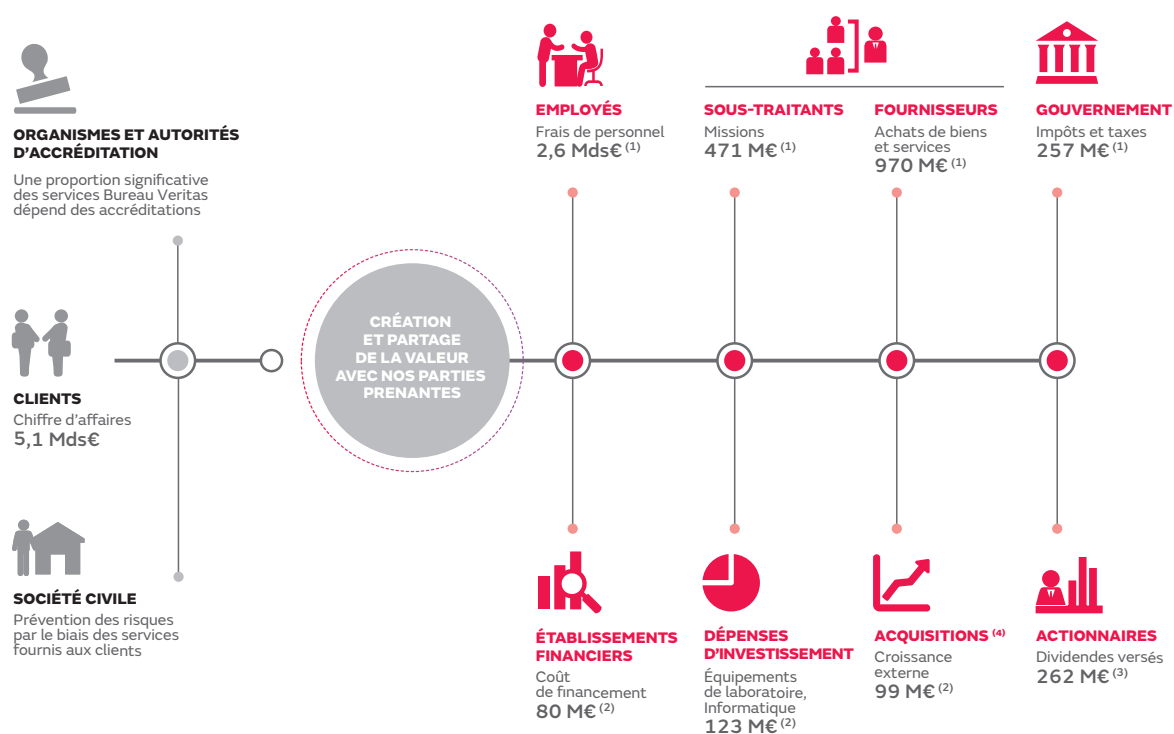 ORGANISMES ET AUTORITÉS
D'ACCRÉDITATION
Une proportion significative
des services Bureau Veritas
dépend des accréditations
CLIENTS
Chiffre d'affaires
5,1 Mds€
SOCIÉTÉ CIVILE
Prévention des risques
par le biais des services
fournis aux clients
CRÉATION
ET PARTAGE
DE LA VALEUR
AVEC NOS PARTIES
PRENANTES
EMPLOYÉS
Frais de personnel
2,6 Mds€ (1)
SOUS-TRAITANTS
Missions
471 M€ (1)
FOURNISSEURS
Achats de biens
et services
970 M€ (1)
GOUVERNEMENT
Impôts et taxes
257 M€ (1)
ÉTABLISSEMENTS
FINANCIERS
Coût
de financement
80 M€ (2)
DÉPENSES
D'INVESTISSEMENT
Équipements
de laboratoire,
Informatique
123 M€ (2)
ACQUISITIONS (4)
Croissance
externe
99 M€ (2)
ACTIONNAIRES
Dividendes versés
262 M€ (3)